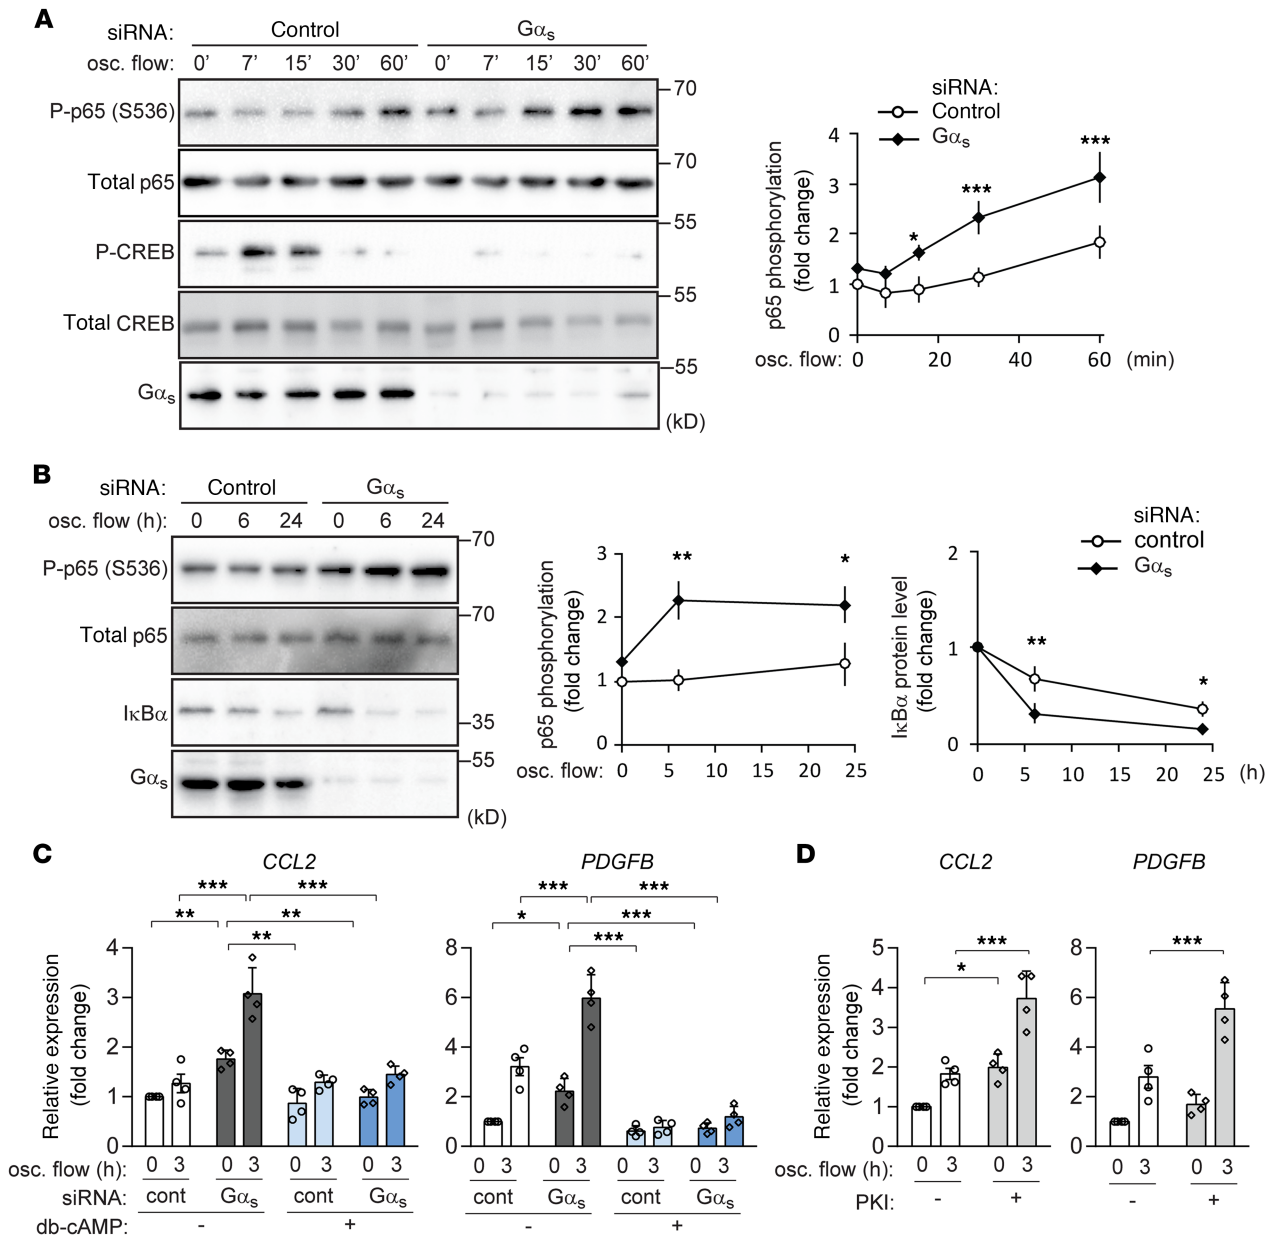 A
siRNA: Control Gαs
osc. flow: 0’ 7’ 15’ 30’ 60’ 0’ 7’ 15’ 30’ 60’
P-p65 (S536)
70
Total p65
70
P-CREB
55
Total CREB
55
Gαs
55
(kD)
siRNA:
Control
Gαs
p65 phosphorylation
(fold change)
4
3
2
1
0
* *** ***
osc. flow: 0 20 40 60 (min)
B
siRNA: Control Gαs
osc. flow (h): 0 6 24 0 6 24
P-p65 (S536)
70
Total p65
70
IκBα
35
Gαs
55
(kD)
p65 phosphorylation
(fold change)
3
2
1
0
** *
osc. flow: 0 5 10 15 20 25
siRNA:
control
Gαs
IκBα protein level
(fold change)
2
1
0
** *
0 5 10 15 20 25 (h)
C
CCL2
*** ***
** **
**
Relative expression
(fold change)
4
3
2
1
0
osc. flow (h): 0 3 0 3 0 3 0 3
siRNA: cont Gαs cont Gαs
db-cAMP: - +
PDGFB
*** ***
* ***
***
8
6
4
2
0
0 3 0 3 0 3 0 3
cont Gαs cont Gαs
- +
D
CCL2
***
*
Relative expression
(fold change)
5
4
3
2
1
0
osc. flow (h): 0 3 0 3
PKI: - +
PDGFB
***
8
6
4
2
0
0 3 0 3
- +